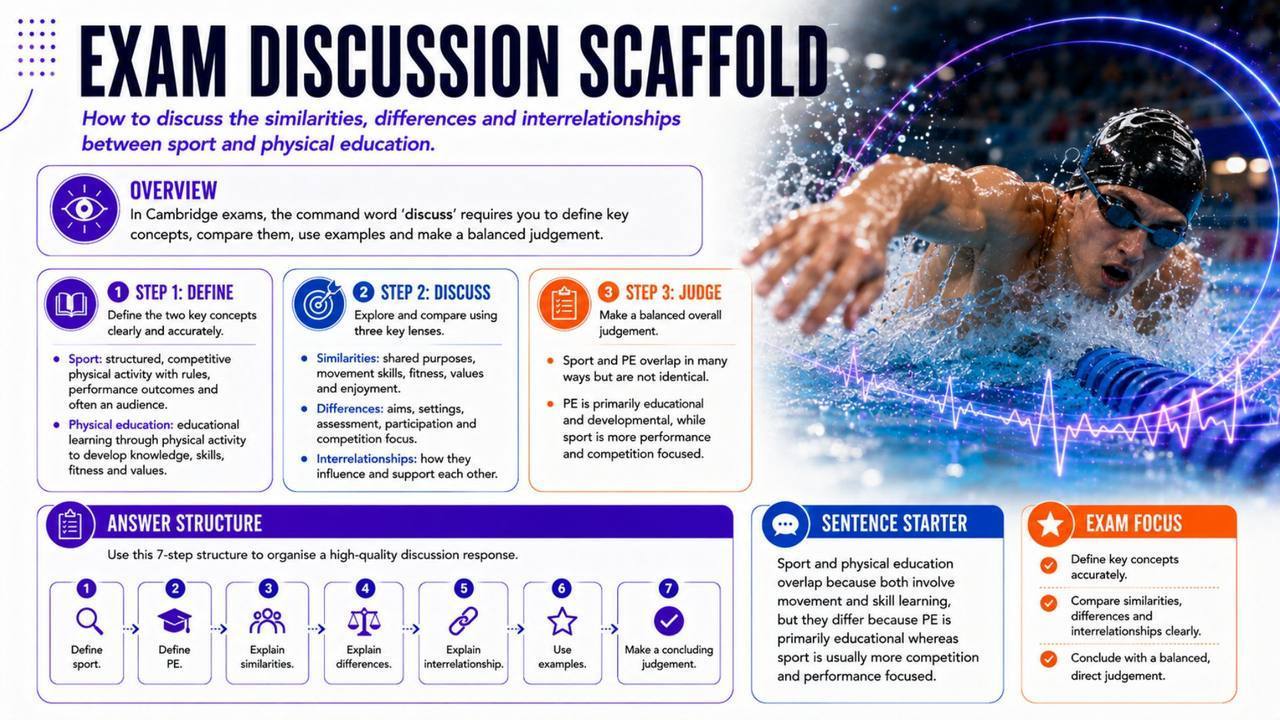 EXAM DISCUSSION SCAFFOLD
How to discuss the similarities, differences and interrelationships
between sport and physical education.
OVERVIEW
In Cambridge exams, the command word ‘discuss’ requires you to define key
concepts, compare them, use examples and make a balanced judgement.
1 STEP 1: DEFINE
Define the two key concepts
clearly and accurately.
• Sport: structured, competitive
physical activity with rules,
performance outcomes and
often an audience.
• Physical education: educational
learning through physical activity
to develop knowledge, skills,
fitness and values.
2 STEP 2: DISCUSS
Explore and compare using
three key lenses.
• Similarities: shared purposes,
movement skills, fitness, values
and enjoyment.
• Differences: aims, settings,
assessment, participation and
competition focus.
• Interrelationships: how they
influence and support each other.
3 STEP 3: JUDGE
Make a balanced overall
judgement.
• Sport and PE overlap in many
ways but are not identical.
• PE is primarily educational
and developmental, while
sport is more performance
and competition focused.
ANSWER STRUCTURE
Use this 7-step structure to organise a high-quality discussion response.
1
Define
sport.
2
Define
PE.
3
Explain
similarities.
4
Explain
differences.
5
Explain
interrelationship.
6
Use
examples.
7
Make a concluding
judgement.
SENTENCE STARTER
Sport and physical education
overlap because both involve
movement and skill learning,
but they differ because PE is
primarily educational whereas
sport is usually more competition
and performance focused.
EXAM FOCUS
Define key concepts
accurately.
Compare similarities,
differences and
interrelationships clearly.
Conclude with a balanced,
direct judgement.